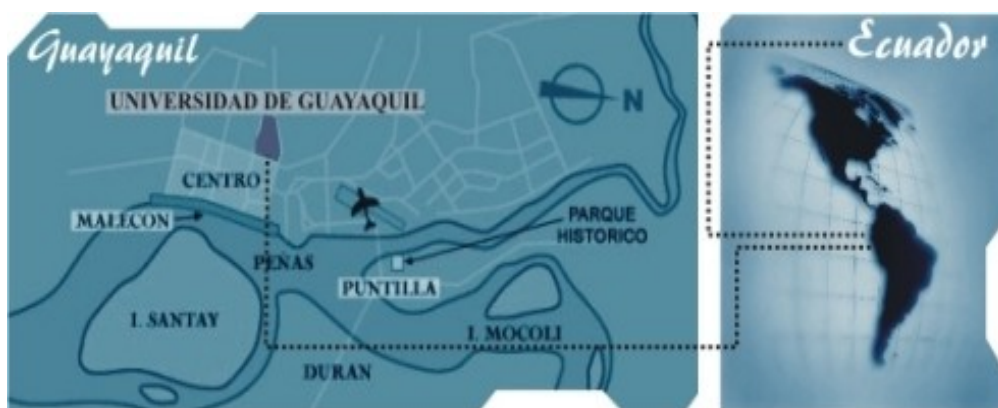 Guayaquil
Ecuador
UNIVERSIDAD DE GUAYAQUIL
N
CENTRO
MALECON
PARQUE
HISTORICO
PEÑAS
PUNTILLA
I. SANTAY
I. MOCOLI
DURAN